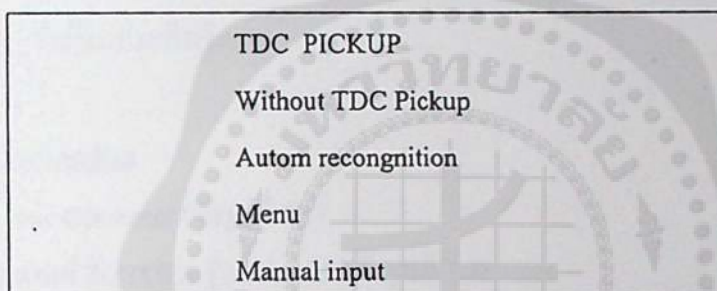 TDC PICKUP
Without TDC Pickup
Autom recongnition
Menu
Manual input